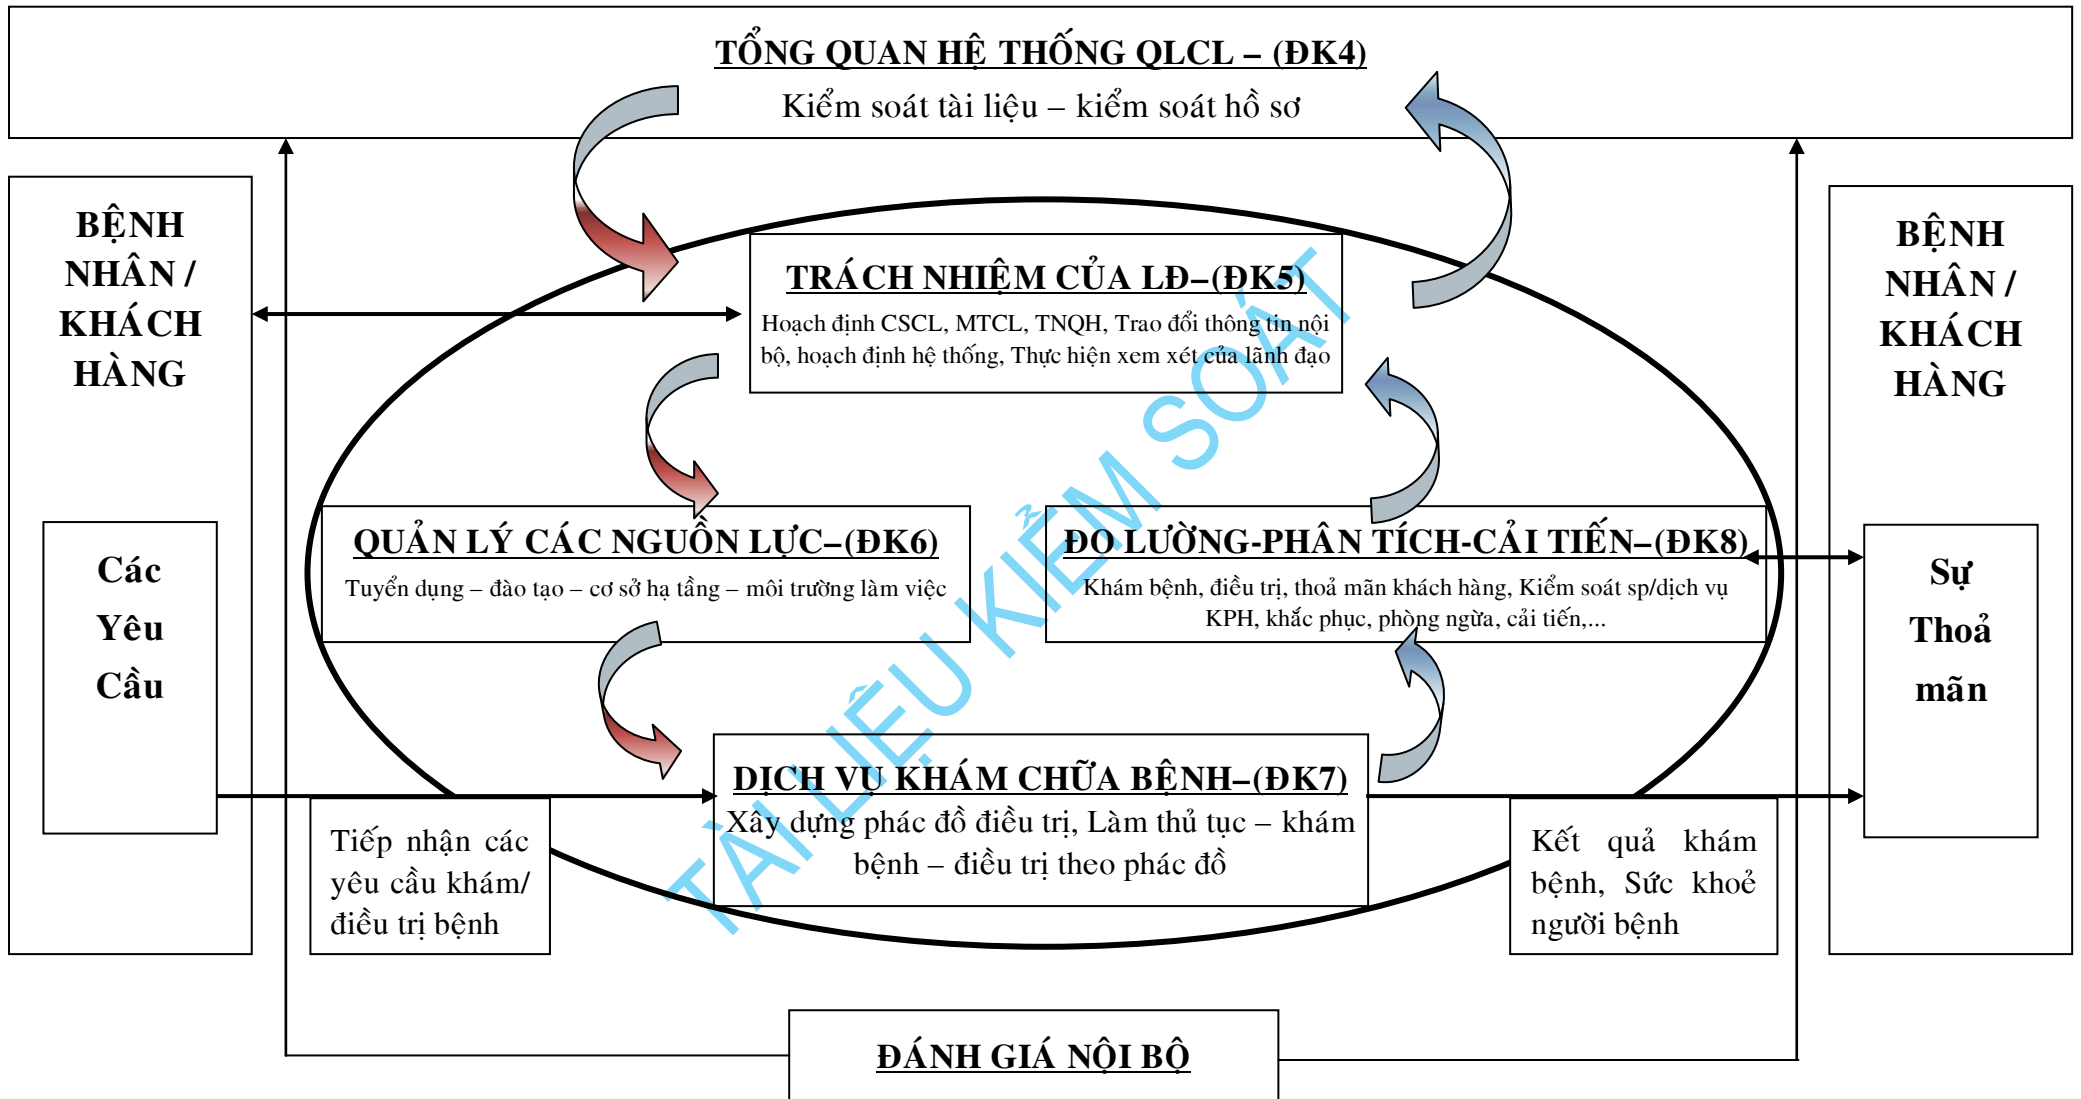 TỔNG QUAN HỆ THỐNG QLCL – (ĐK4)
Kiểm soát tài liệu – kiểm soát hồ sơ
BỆNH
NHÂN /
KHÁCH
HÀNG
Các
Yêu
Cầu
TRÁCH NHIỆM CỦA LĐ–(ĐK5)
Hoạch định CSCL, MTCL, TNQH, Trao đổi thông tin nội
bộ, hoạch định hệ thống, Thực hiện xem xét của lãnh đạo
QUẢN LÝ CÁC NGUỒN LỰC–(ĐK6)
Tuyển dụng – đào tạo – cơ sở hạ tầng – môi trường làm việc
ĐO LƯỜNG-PHÂN TÍCH-CẢI TIẾN–(ĐK8)
Khám bệnh, điều trị, thoả mãn khách hàng, Kiểm soát sp/dịch vụ
KPH, khắc phục, phòng ngừa, cải tiến,...
DỊCH VỤ KHÁM CHỮA BỆNH–(ĐK7)
Xây dựng phác đồ điều trị, Làm thủ tục – khám
bệnh – điều trị theo phác đồ
Tiếp nhận các
yêu cầu khám/
điều trị bệnh
Kết quả khám
bệnh, Sức khoẻ
người bệnh
BỆNH
NHÂN /
KHÁCH
HÀNG
Sự
Thoả
mãn
ĐÁNH GIÁ NỘI BỘ
TÀI LIỆU KIỂM SOÁT